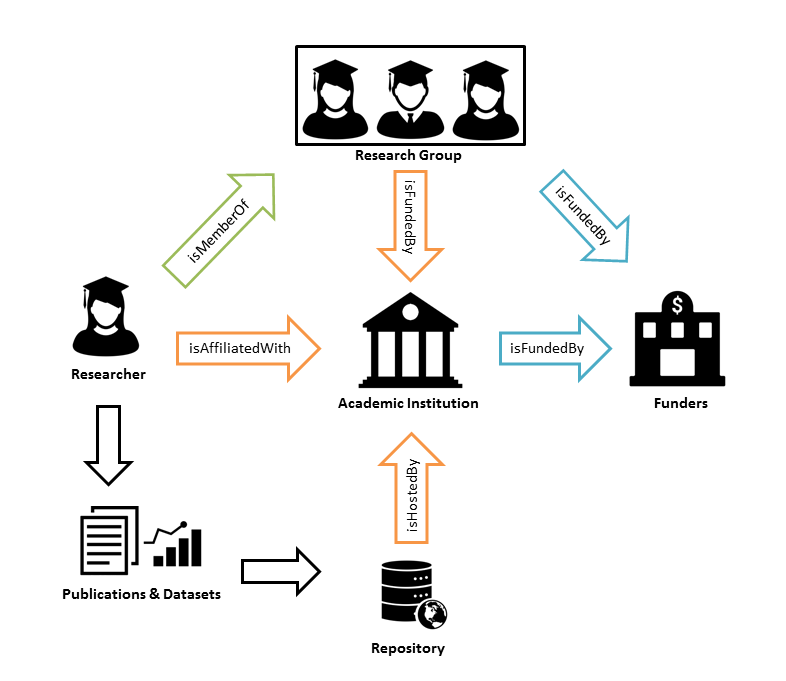 Research Group
isMemberOf
isFundedBy
isFundedBy
$
Researcher
isAffiliatedWith
Academic Institution
isFundedBy
Funders
isHostedBy
Publications & Datasets
Repository